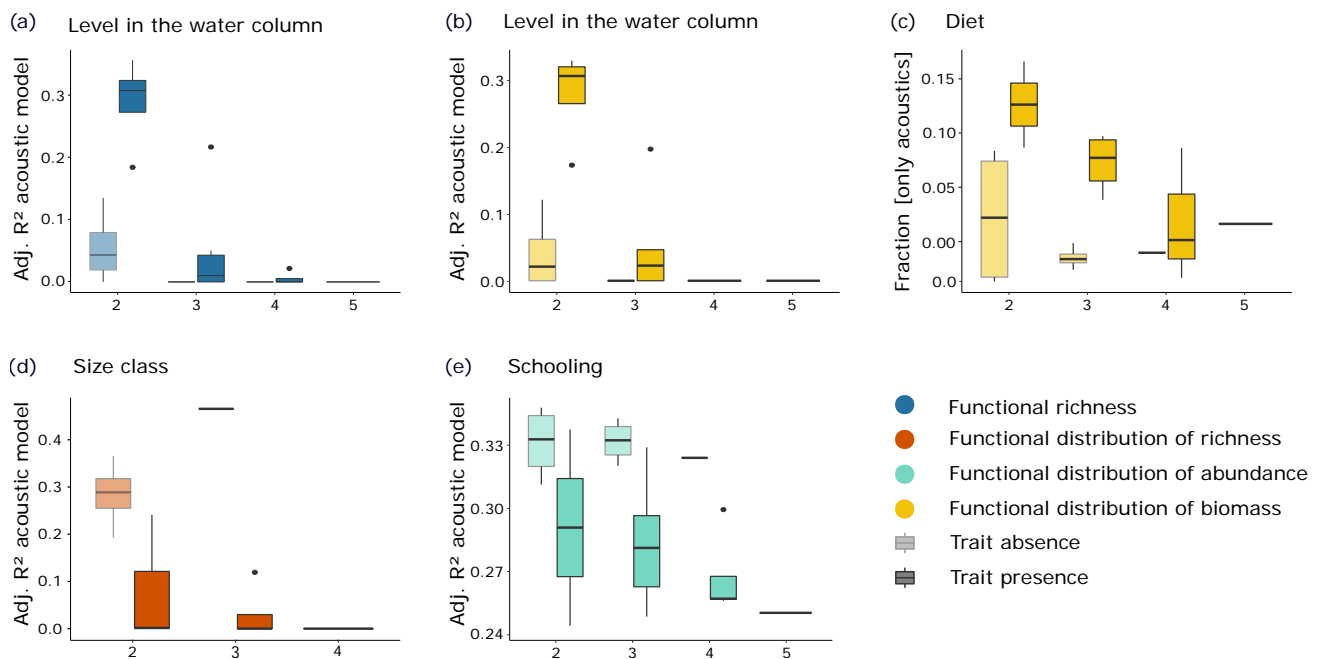 (a) Level in the water column
Adj. R² acoustic model
0.3
0.2
0.1
0.0
2 3 4 5
(b) Level in the water column
Adj. R² acoustic model
0.3
0.2
0.1
0.0
2 3 4 5
(c) Diet
Fraction [only acoustics]
0.15
0.10
0.05
0.00
0.0
2 3 4 5
(d) Size class
Adj. R² acoustic model
0.4
0.3
0.2
0.0
2 3 4
(e) Schooling
Adj. R² acoustic model
0.33
0.30
0.27
0.24
2 3 4 5
Functional richness
Functional distribution of richness
Functional distribution of abundance
Functional distribution of biomass
Trait absence
Trait presence